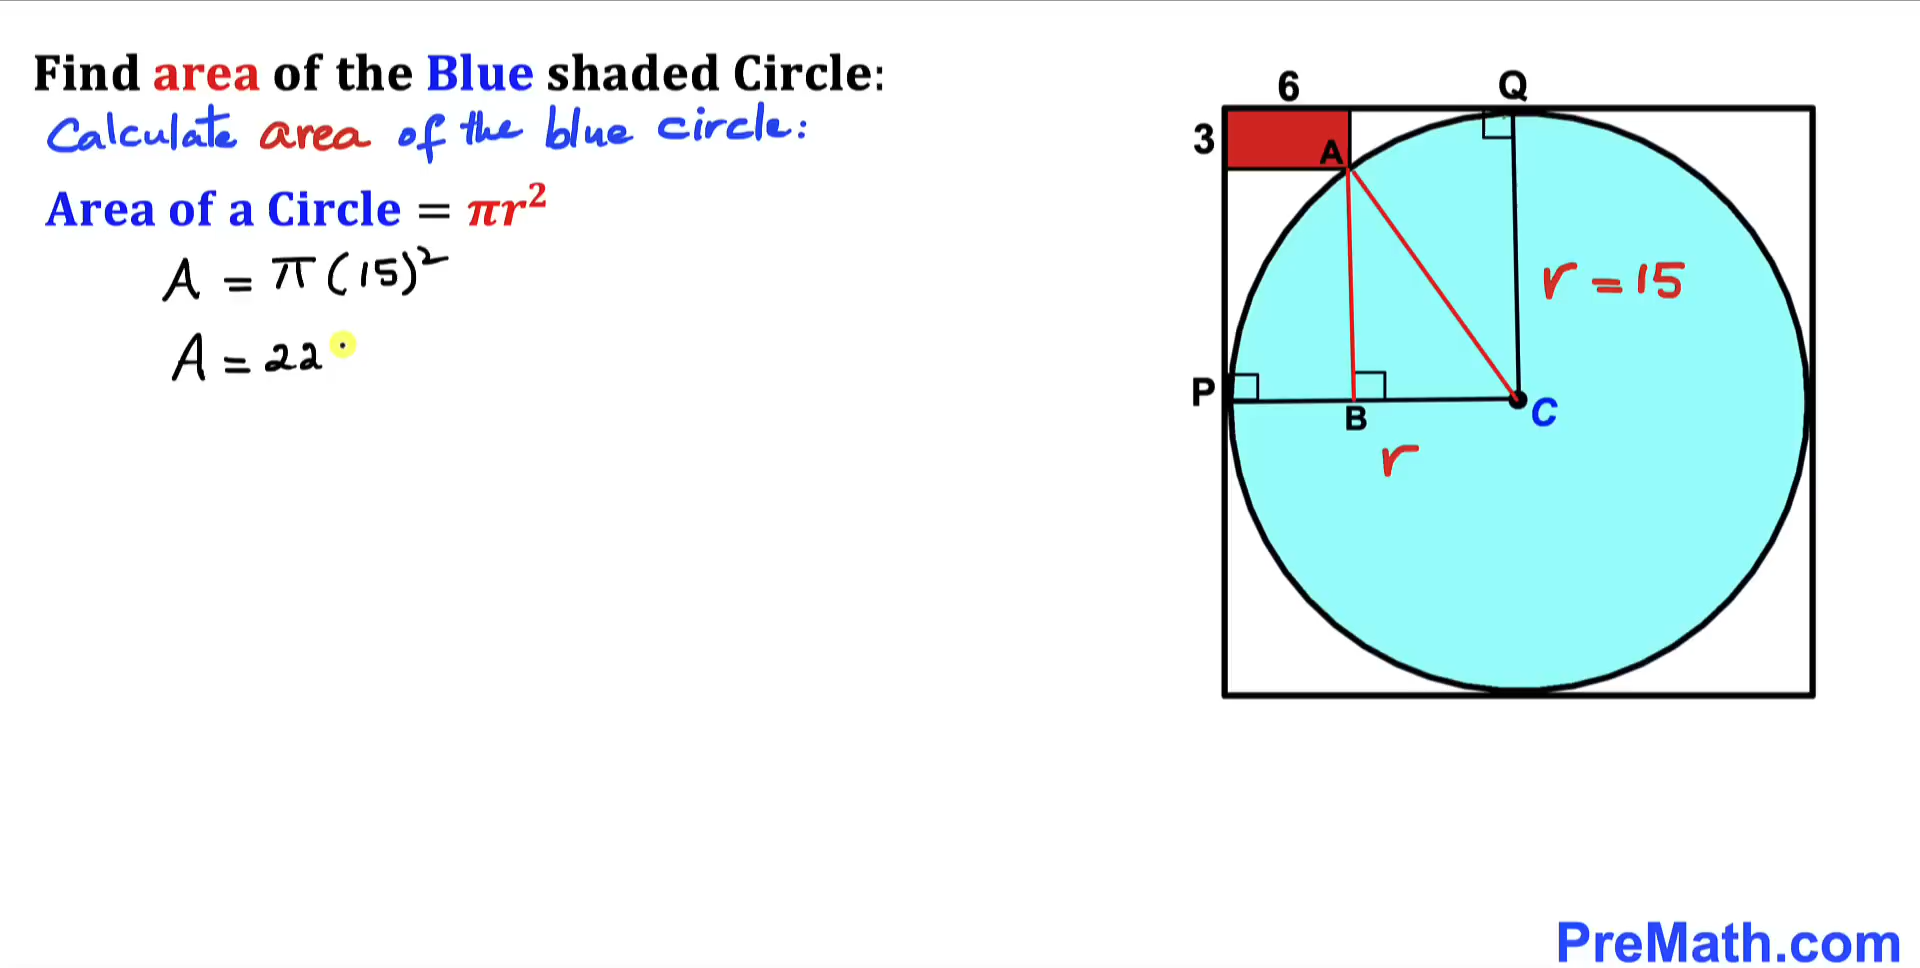 Find area of the Blue shaded Circle:
Calculate area of the blue circle:
Area of a Circle = πr²
A = π(15)²
A = 22
6
Q
3
A
r = 15
P
B
C
r
PreMath.com